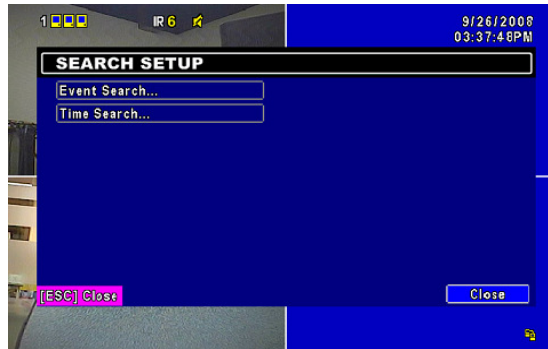 1 IR 6 9/26/2008
03:37:48PM
SEARCH SETUP
Event Search...
Time Search...
[ESC] Close
Close